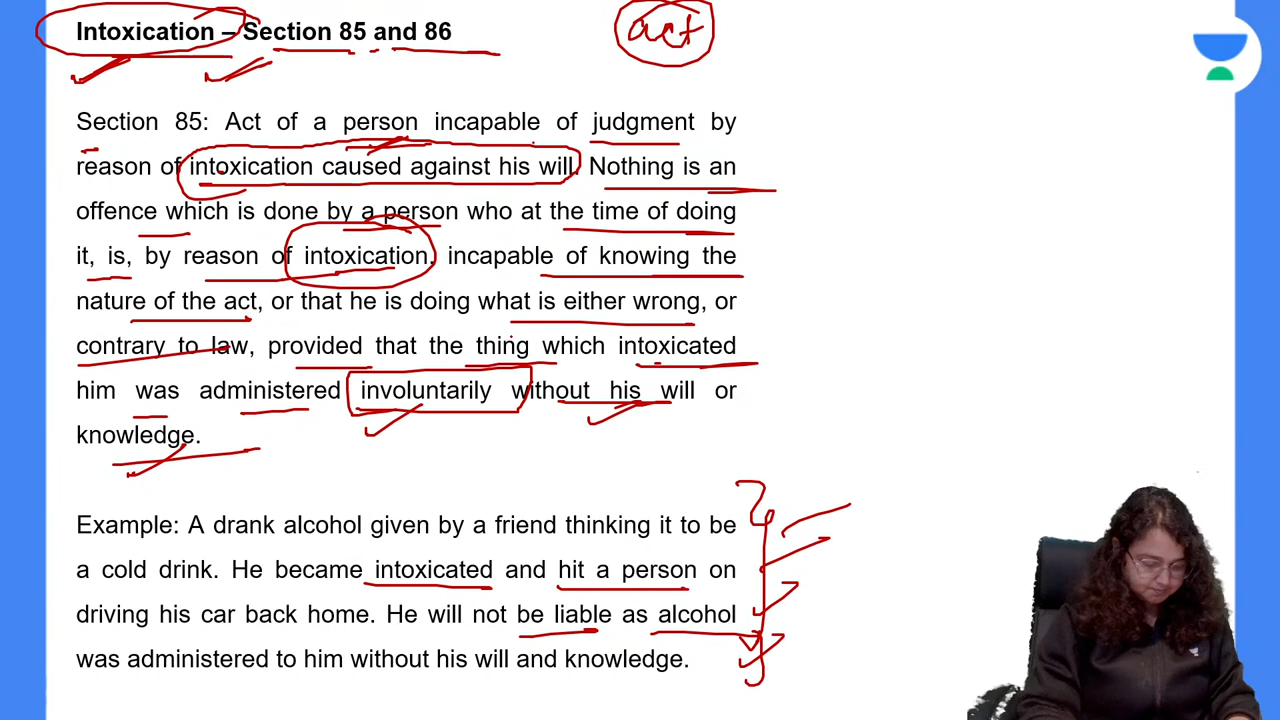 Intoxication – Section 85 and 86
act
Section 85: Act of a person incapable of judgment by
reason of intoxication caused against his will. Nothing is an
offence which is done by a person who at the time of doing
it, is, by reason of intoxication, incapable of knowing the
nature of the act, or that he is doing what is either wrong, or
contrary to law, provided that the thing which intoxicated
him was administered involuntarily without his will or
knowledge.
Example: A drank alcohol given by a friend thinking it to be
a cold drink. He became intoxicated and hit a person on
driving his car back home. He will not be liable as alcohol
was administered to him without his will and knowledge.